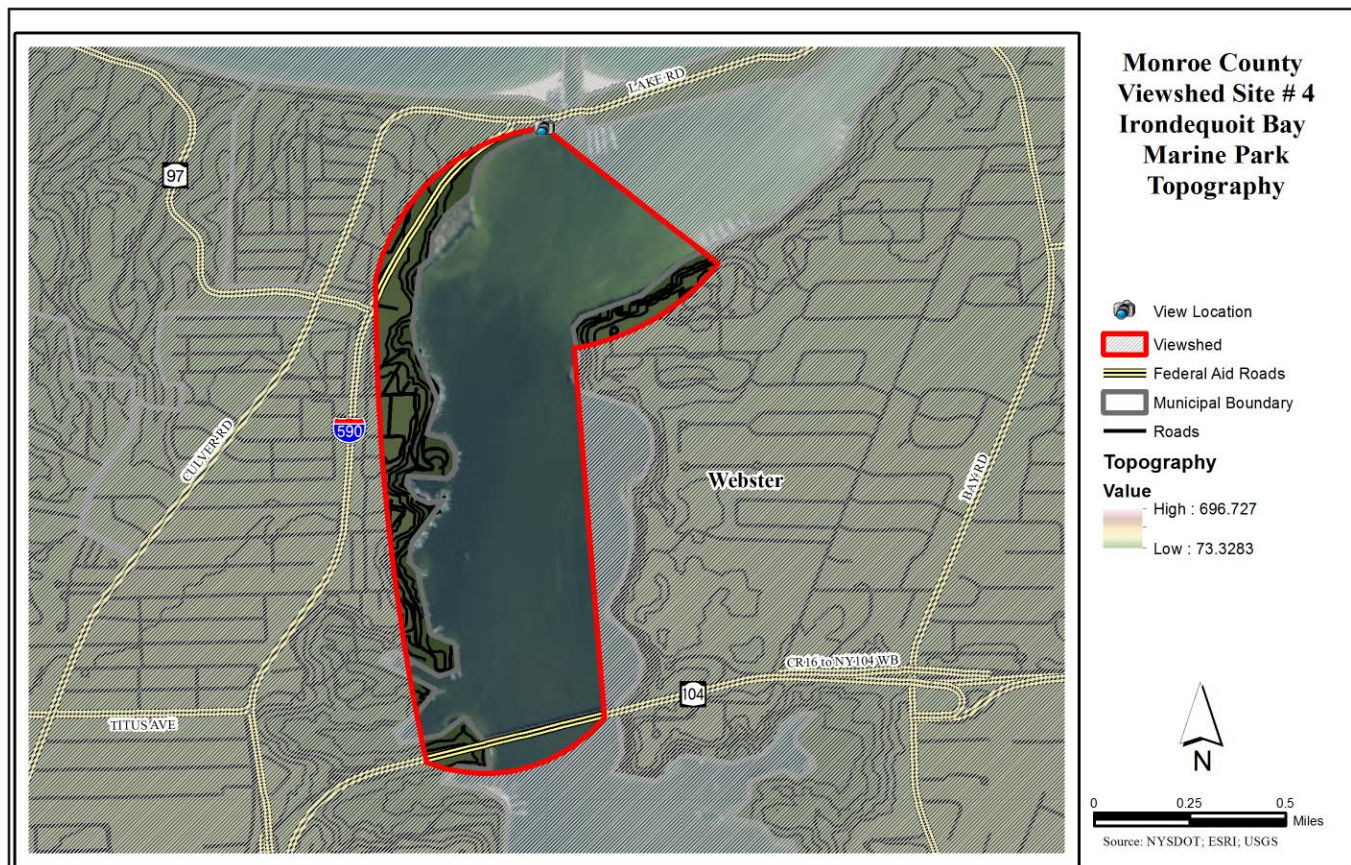 Monroe County
Viewshed Site # 4
Irondequoit Bay
Marine Park
Topography
LAKE RD
97
CULVER RD
590
Webster
BAY RD
CR 16 to NY 104 WB
104
TITUS AVE
View Location
Viewshed
Federal Aid Roads
Municipal Boundary
Roads
Topography
Value
High : 696.727
Low : 73.3283
N
0 0.25 0.5
Miles
Source: NYSDOT; ESRI; USGS